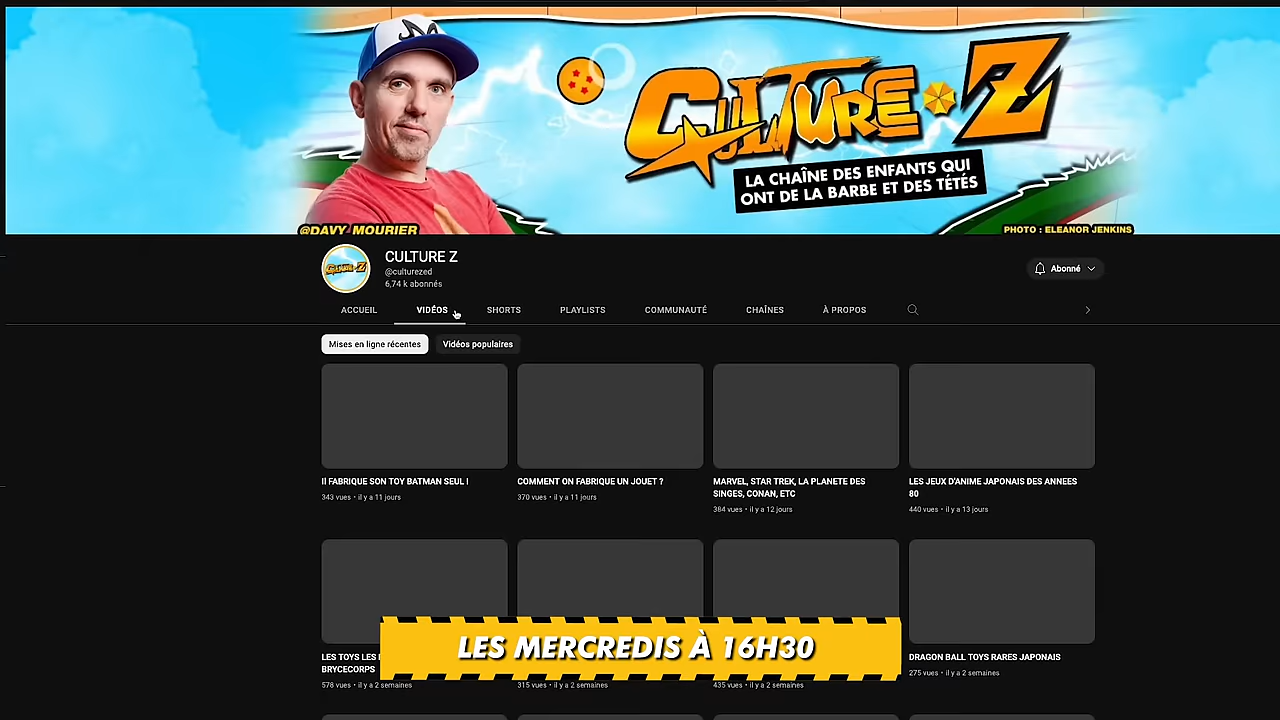 CULTURE Z
LA CHAÎNE DES ENFANTS QUI
ONT DE LA BARBE ET DES TÉTÉS
@DAVY_MOURIER
PHOTO : ELEANOR JENKINS
CULTURE Z
@culturezed
6,74 k abonnés
Abonné
ACCUEIL VIDÉOS SHORTS PLAYLISTS COMMUNAUTÉ CHAÎNES À PROPOS
Mises en ligne récentes Vidéos populaires
Il FABRIQUE SON TOY BATMAN SEUL !
343 vues • il y a 11 jours
COMMENT ON FABRIQUE UN JOUET ?
370 vues • il y a 11 jours
MARVEL, STAR TREK, LA PLANETE DES
SINGES, CONAN, ETC
384 vues • il y a 12 jours
LES JEUX D'ANIME JAPONAIS DES ANNEES
80
440 vues • il y a 13 jours
LES TOYS LES
BRYCECORPS
578 vues • il y a 2 semaines
315 vues • il y a 2 semaines
435 vues • il y a 2 semaines
DRAGON BALL TOYS RARES JAPONAIS
275 vues • il y a 2 semaines
LES MERCREDIS À 16H30